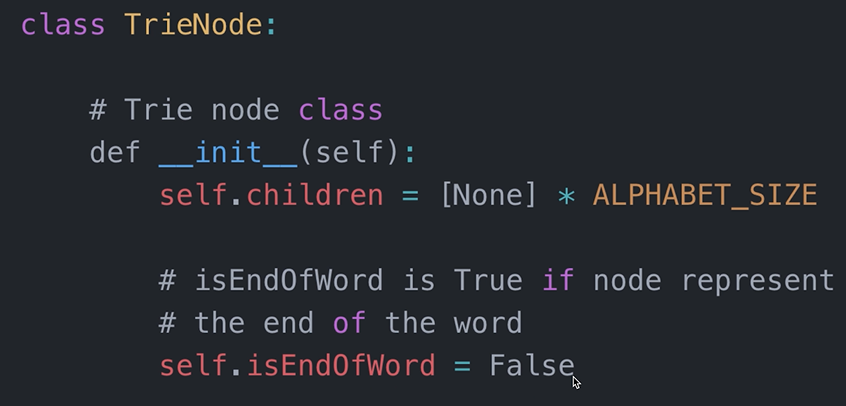 class TrieNode:
# Trie node class
def __init__(self):
self.children = [None] * ALPHABET_SIZE
# isEndOfWord is True if node represent
# the end of the word
self.isEndOfWord = False